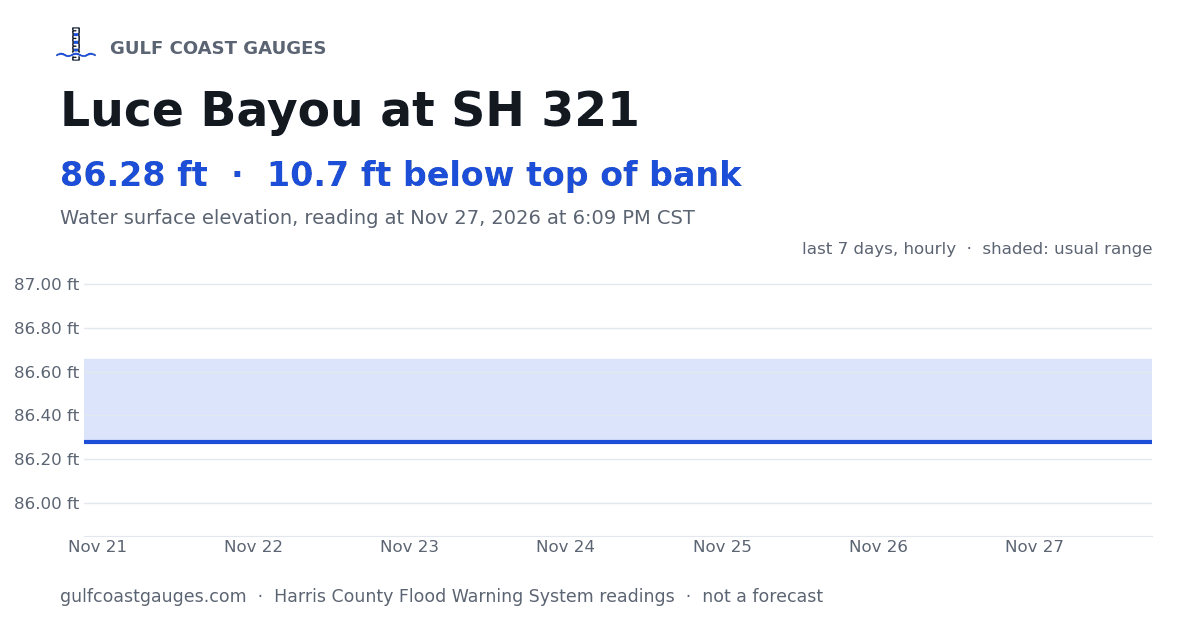 GULF COAST GAUGES
Luce Bayou at SH 321
86.28 ft · 10.7 ft below top of bank
Water surface elevation, reading at Nov 27, 2026 at 6:09 PM CST
last 7 days, hourly · shaded: usual range
87.00 ft
86.80 ft
86.60 ft
86.40 ft
86.20 ft
86.00 ft
Nov 21 Nov 22 Nov 23 Nov 24 Nov 25 Nov 26 Nov 27
gulfcoastgauges.com · Harris County Flood Warning System readings · not a forecast